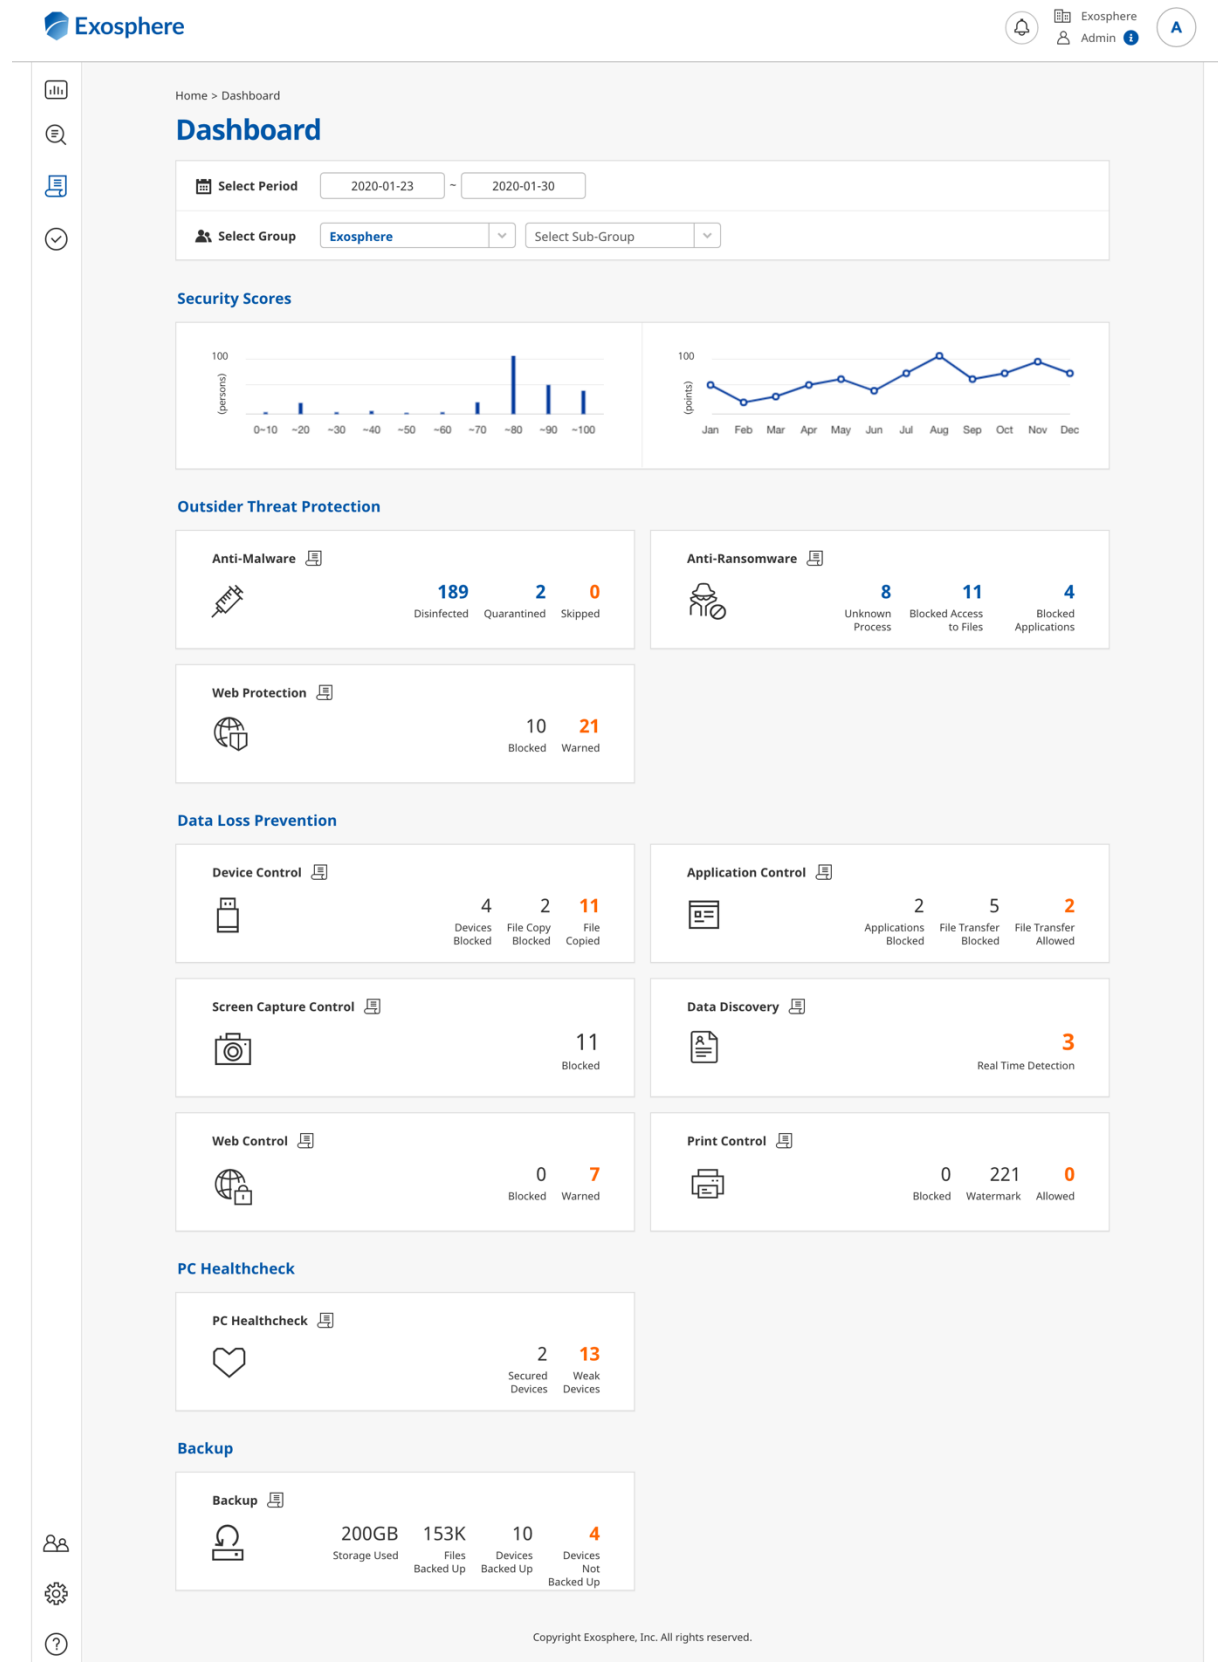 Exosphere
Exosphere
Admin
A
Home > Dashboard
Dashboard
Select Period 2020-01-23 ~ 2020-01-30
Select Group Exosphere Select Sub-Group
Security Scores
100
(persons)
0~10 ~20 ~30 ~40 ~50 ~60 ~70 ~80 ~90 ~100
100
(points)
Jan Feb Mar Apr May Jun Jul Aug Sep Oct Nov Dec
Outsider Threat Protection
Anti-Malware
189 2 0
Disinfected Quarantined Skipped
Anti-Ransomware
8 11 4
Unknown Blocked Access Blocked
Process to Files Applications
Web Protection
10 21
Blocked Warned
Data Loss Prevention
Device Control
4 2 11
Devices File Copy File
Blocked Blocked Copied
Application Control
2 5 2
Applications File Transfer File Transfer
Blocked Blocked Allowed
Screen Capture Control
11
Blocked
Data Discovery
3
Real Time Detection
Web Control
0 7
Blocked Warned
Print Control
0 221 0
Blocked Watermark Allowed
PC Healthcheck
PC Healthcheck
2 13
Secured Weak
Devices Devices
Backup
Backup
200GB 153K 10 4
Storage Used Files Devices Devices
Backed Up Backed Up Not
Backed Up
Copyright Exosphere, Inc. All rights reserved.